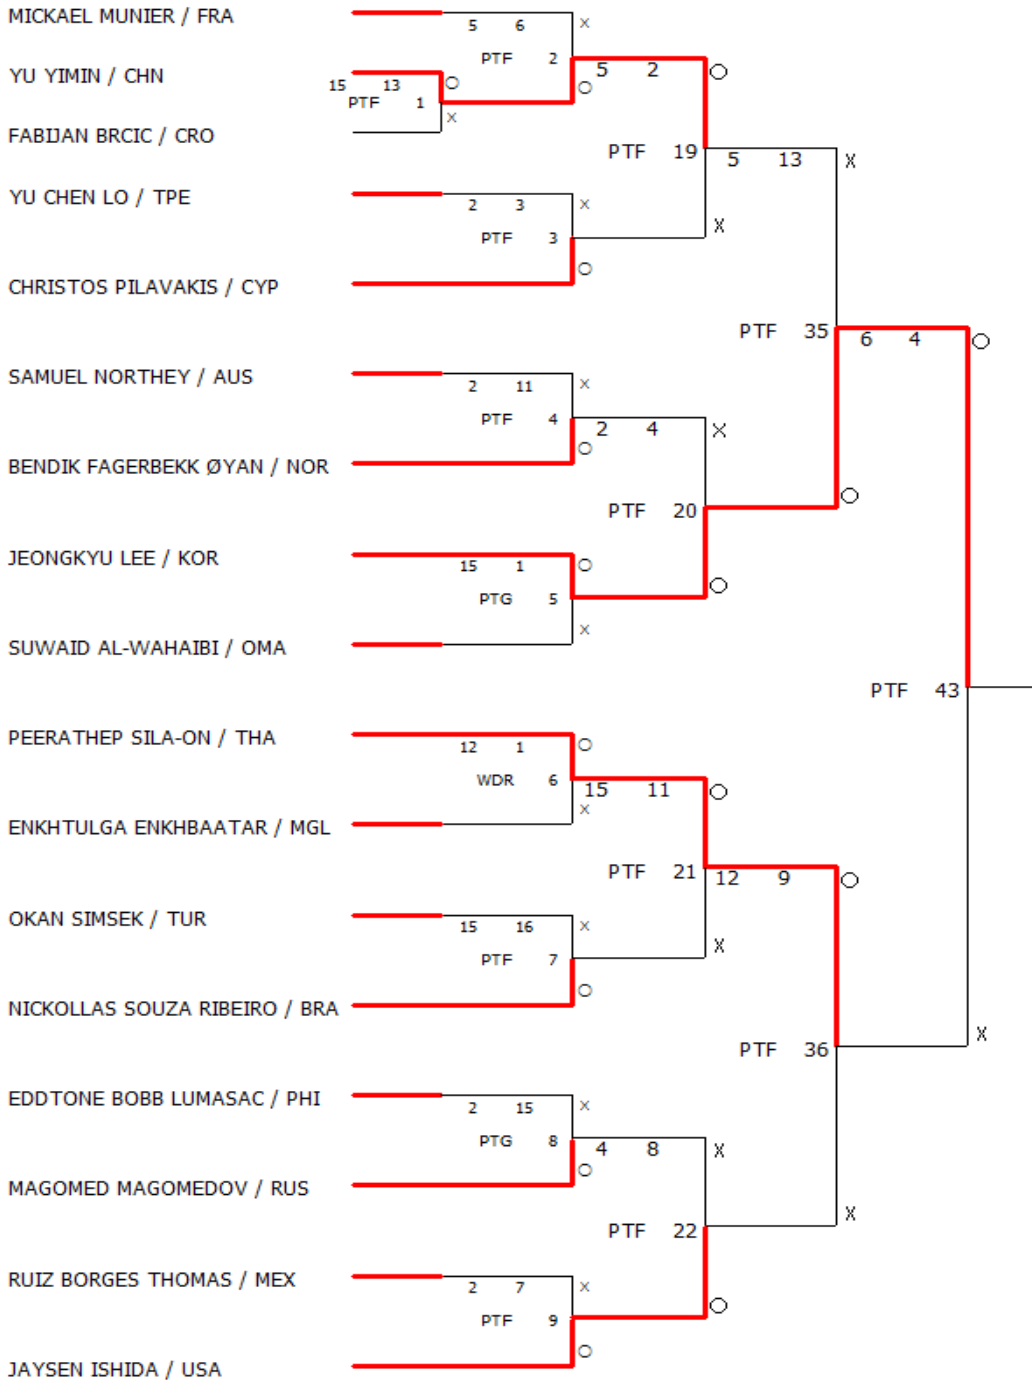 MICKAEL MUNIER / FRA
5 6 X
PTF 2
5 2 O
YU YIMIN / CHN
15 13 O
O
PTF 1
X
FABIJAN BRCIC / CRO
PTF 19
5 13 X
YU CHEN LO / TPE
2 3 X
X
PTF 3
O
CHRISTOS PILAVAKIS / CYP
PTF 35
6 4 O
SAMUEL NORTHEY / AUS
2 11 X
PTF 4
2 4 X
O
BENDIK FAGERBEKK ØYAN / NOR
O
PTF 20
JEONGKYU LEE / KOR
15 1 O
O
PTG 5
X
SUWAID AL-WAHAIBI / OMA
PTF 43
PEERATHEP SILA-ON / THA
12 1 O
WDR 6
15 11 O
X
ENKHTULGA ENKHBAATAR / MGL
PTF 21
12 9 O
OKAN SIMSEK / TUR
15 16 X
X
PTF 7
O
NICKOLLAS SOUZA RIBEIRO / BRA
X
PTF 36
EDDTONE BOBB LUMASAC / PHI
2 15 X
PTG 8
4 8 X
O
MAGOMED MAGOMEDOV / RUS
X
PTF 22
RUIZ BORGES THOMAS / MEX
2 7 X
O
PTF 9
O
JAYSEN ISHIDA / USA